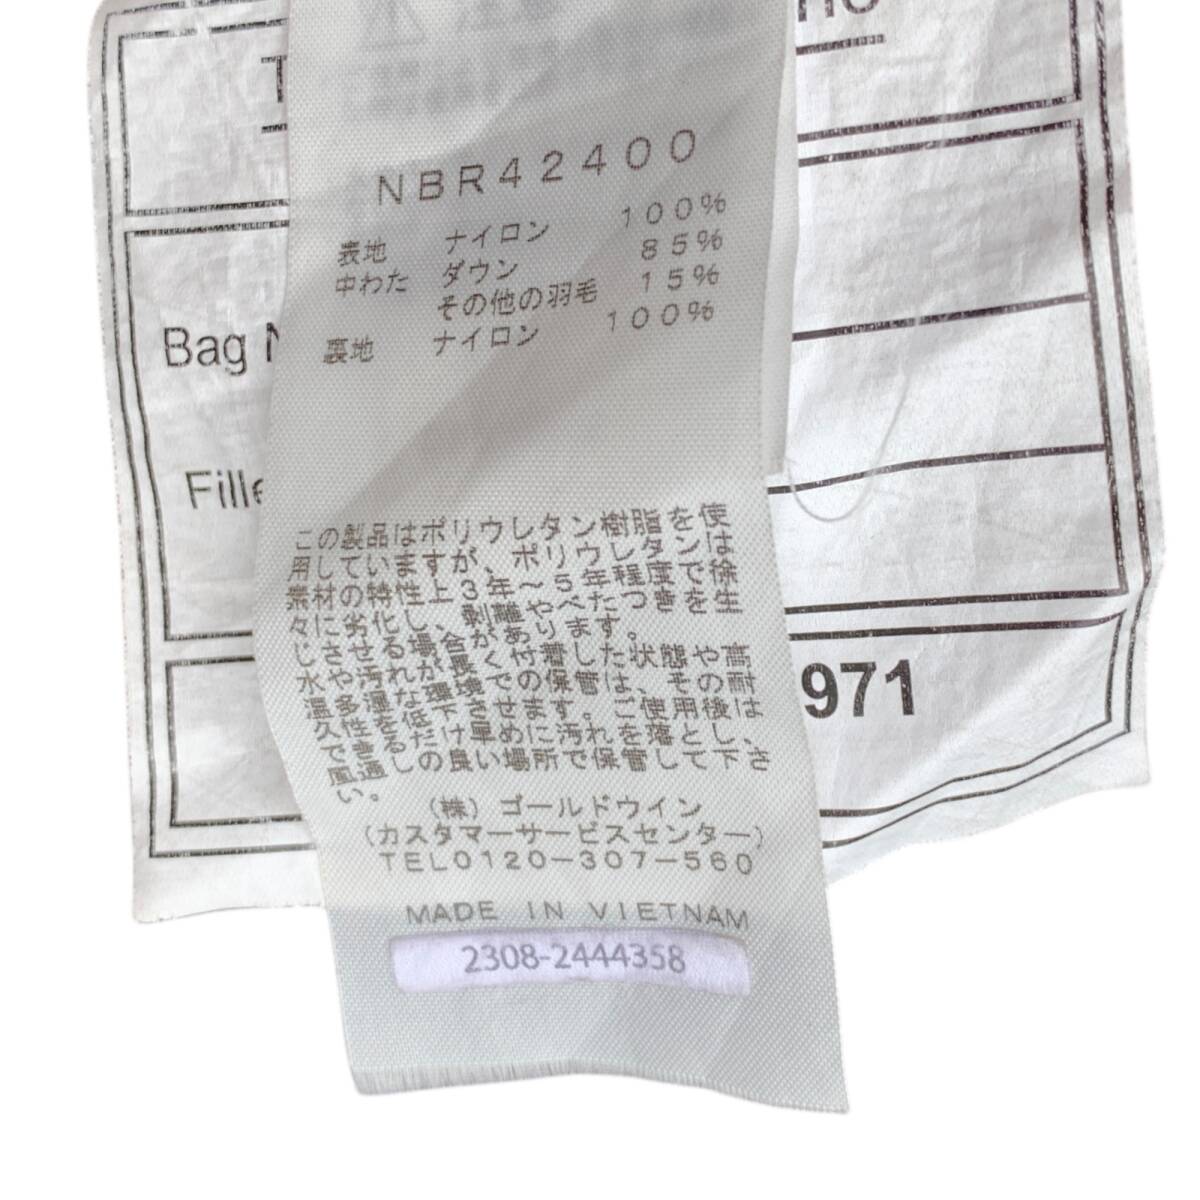 NBR42400
表地 ナイロン 100%
中わた ダウン 85%
その他の羽毛 15%
裏地 ナイロン 100%
Bag
この製品はポリウレタン樹脂を使
用していますが、ポリウレタンは
素材の特性上3年～5年程度で徐
々に劣化し、剥離やべたつきを生
じさせる場合があります。
水や汚れが長く付着した状態や高
温多湿な環境での保管は、その耐
久性を低下させます。ご使用後は
できるだけ早めに汚れを落とし、
風通しの良い場所で保管して下さ
い。
(株) ゴールドウイン
(カスタマーサービスセンター)
TEL0120-307-560
971
MADE IN VIETNAM
2308-2444358